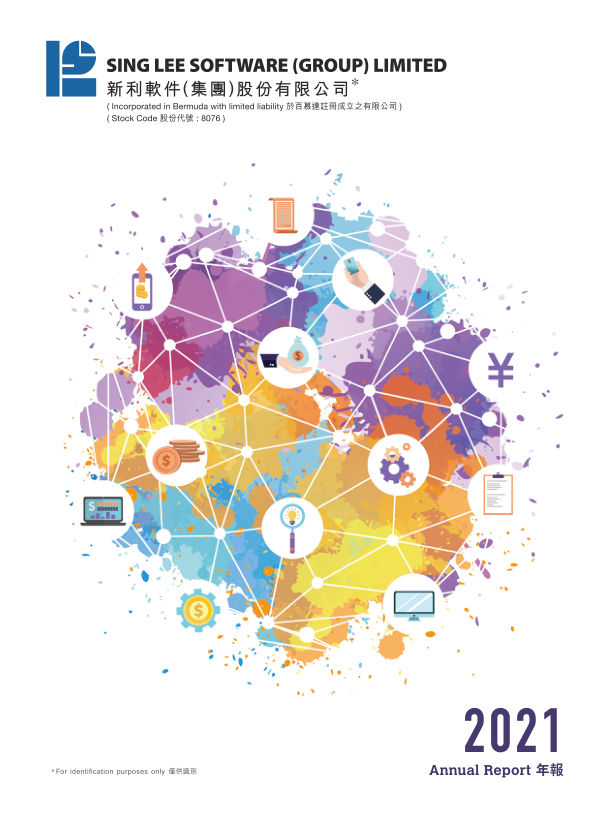 SING LEE SOFTWARE (GROUP) LIMITED
新利軟件(集團)股份有限公司*
( Incorporated in Bermuda with limited liability 於百慕達註冊成立之有限公司 )
( Stock Code 股份代號 : 8076 )
$
$
¥
$
$
$
2021
Annual Report 年報
* For identification purposes only 僅供識別